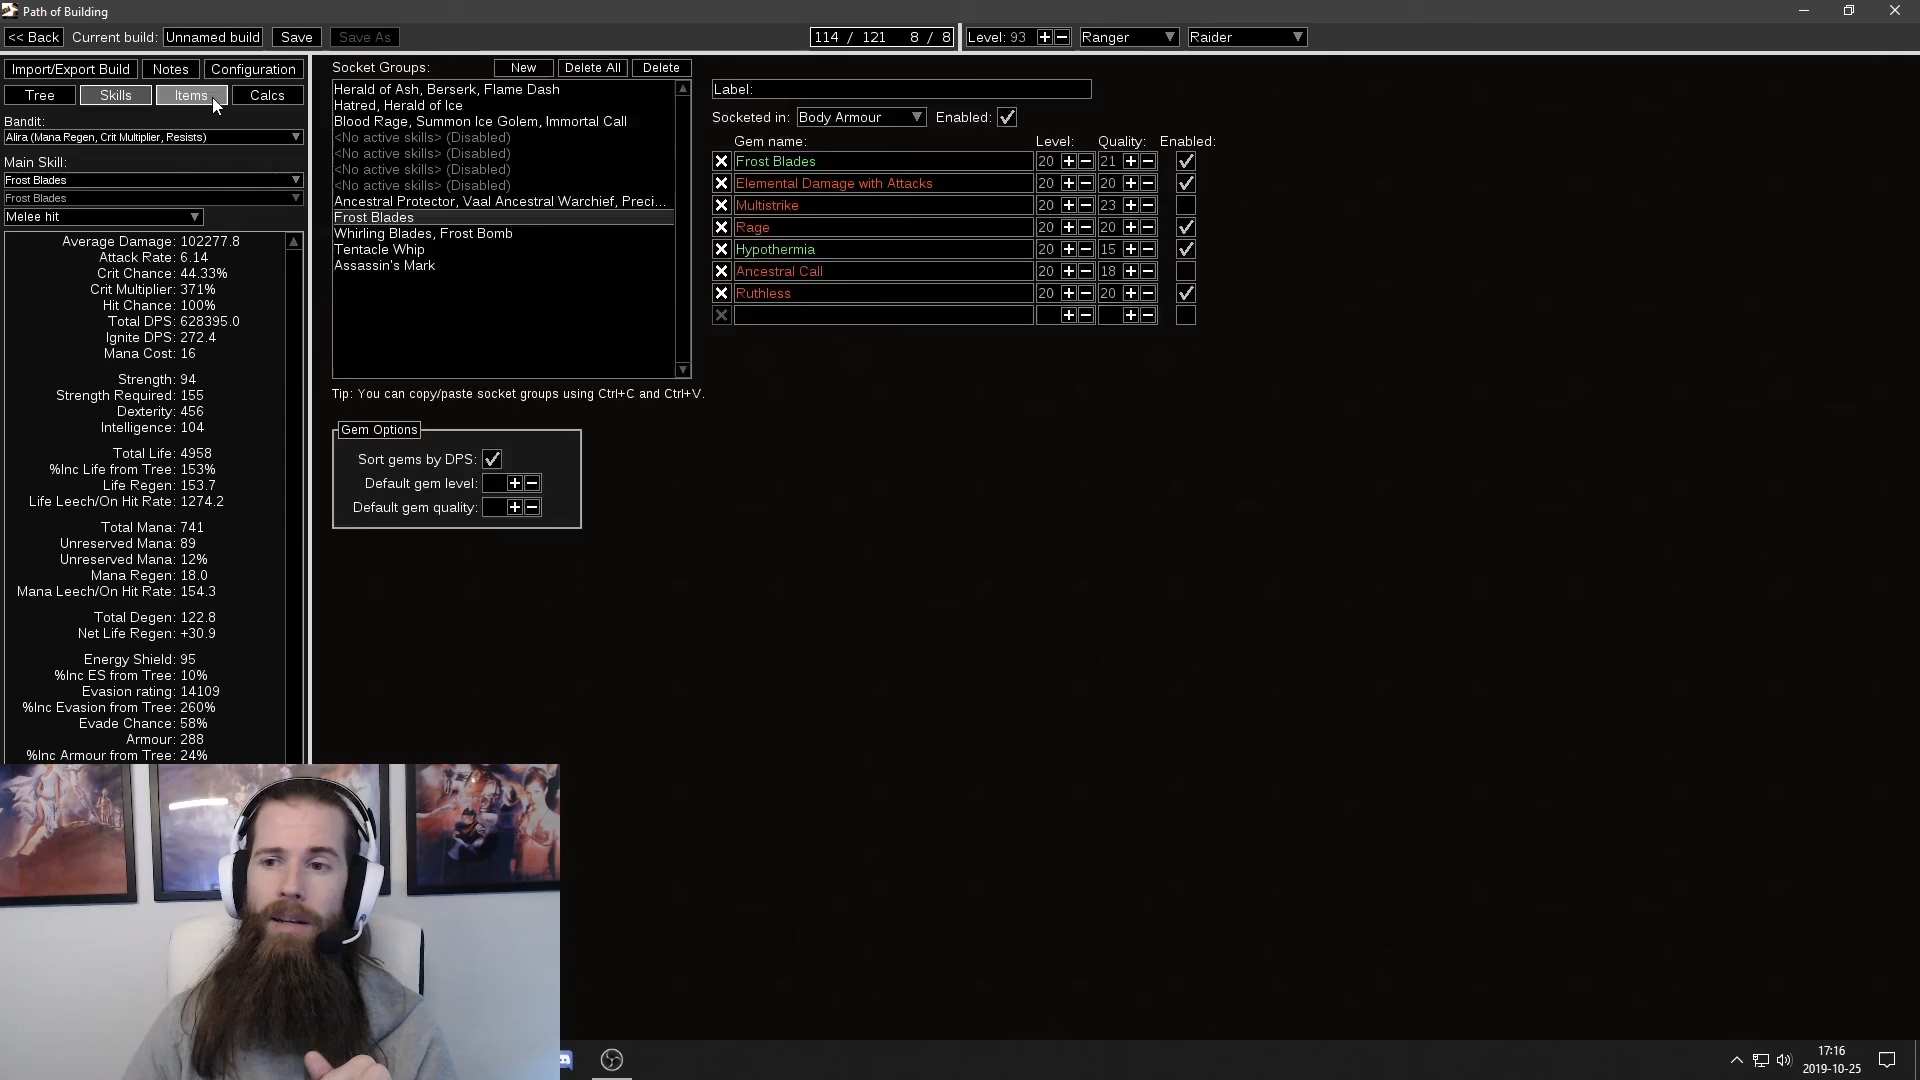 Path of Building
<< Back Current build: Unnamed build Save Save As 114 / 121 8 / 8 Level: 93 + − Ranger Raider
Import/Export Build Notes Configuration
Tree Skills Items Calcs
Bandit:
Alira (Mana Regen, Crit Multiplier, Resists)
Main Skill:
Frost Blades
Frost Blades
Melee hit
Average Damage: 102277.8
Attack Rate: 6.14
Crit Chance: 44.33%
Crit Multiplier: 371%
Hit Chance: 100%
Total DPS: 628395.0
Ignite DPS: 272.4
Mana Cost: 16
Strength: 94
Strength Required: 155
Dexterity: 456
Intelligence: 104
Total Life: 4958
%Inc Life from Tree: 153%
Life Regen: 153.7
Life Leech/On Hit Rate: 1274.2
Total Mana: 741
Unreserved Mana: 89
Unreserved Mana: 12%
Mana Regen: 18.0
Mana Leech/On Hit Rate: 154.3
Total Degen: 122.8
Net Life Regen: +30.9
Energy Shield: 95
%Inc ES from Tree: 10%
Evasion rating: 14109
%Inc Evasion from Tree: 260%
Evade Chance: 58%
Armour: 288
%Inc Armour from Tree: 24%
Socket Groups: New Delete All Delete
Herald of Ash, Berserk, Flame Dash
Hatred, Herald of Ice
Blood Rage, Summon Ice Golem, Immortal Call
<No active skills> (Disabled)
<No active skills> (Disabled)
<No active skills> (Disabled)
<No active skills> (Disabled)
Ancestral Protector, Vaal Ancestral Warchief, Preci...
Frost Blades
Whirling Blades, Frost Bomb
Tentacle Whip
Assassin's Mark
Tip: You can copy/paste socket groups using Ctrl+C and Ctrl+V.
Gem Options
Sort gems by DPS:
Default gem level: + −
Default gem quality: + −
Label:
Socketed in: Body Armour Enabled:
Gem name: Level: Quality: Enabled:
Frost Blades 20 + − 21 + −
Elemental Damage with Attacks 20 + − 20 + −
Multistrike 20 + − 23 + −
Rage 20 + − 20 + −
Hypothermia 20 + − 15 + −
Ancestral Call 20 + − 18 + −
Ruthless 20 + − 20 + −
+ − + −
17:16
2019-10-25